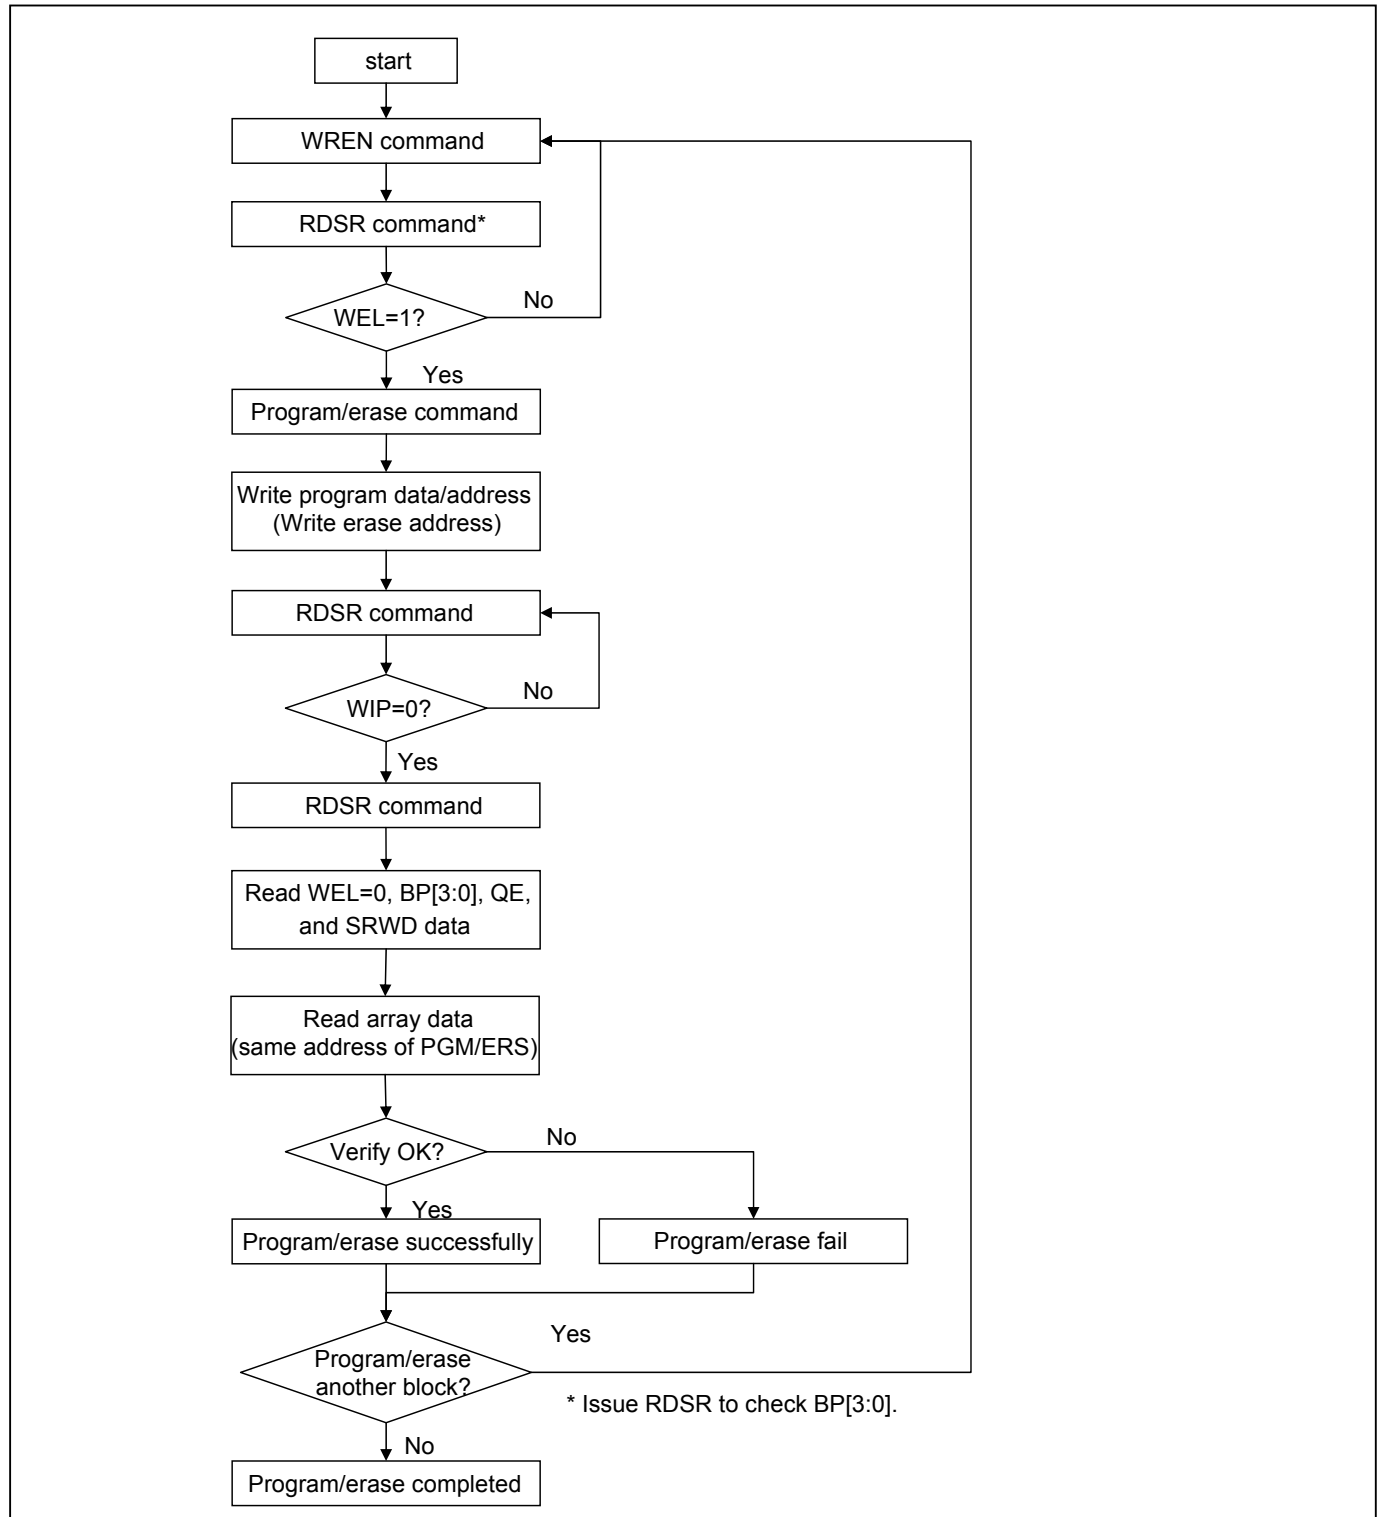 start
WREN command
RDSR command*
WEL=1?
No
Yes
Program/erase command
Write program data/address
(Write erase address)
RDSR command
WIP=0?
No
Yes
RDSR command
Read WEL=0, BP[3:0], QE,
and SRWD data
Read array data
(same address of PGM/ERS)
Verify OK?
No
Yes
Program/erase successfully
Program/erase fail
Yes
Program/erase
another block?
* Issue RDSR to check BP[3:0].
No
Program/erase completed